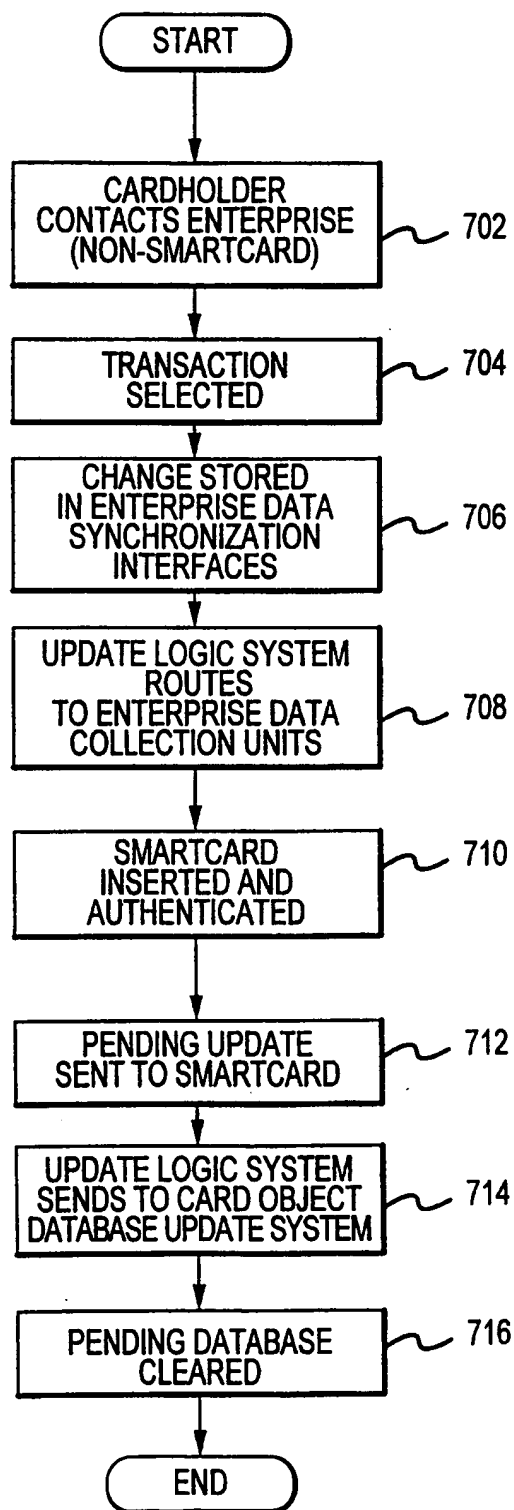 START
CARDHOLDER
CONTACTS ENTERPRISE
(NON-SMARTCARD)
702
TRANSACTION
SELECTED
704
CHANGE STORED
IN ENTERPRISE DATA
SYNCHRONIZATION
INTERFACES
706
UPDATE LOGIC SYSTEM
ROUTES
TO ENTERPRISE DATA
COLLECTION UNITS
708
SMARTCARD
INSERTED AND
AUTHENTICATED
710
PENDING UPDATE
SENT TO SMARTCARD
712
UPDATE LOGIC SYSTEM
SENDS TO CARD OBJECT
DATABASE UPDATE SYSTEM
714
PENDING DATABASE
CLEARED
716
END